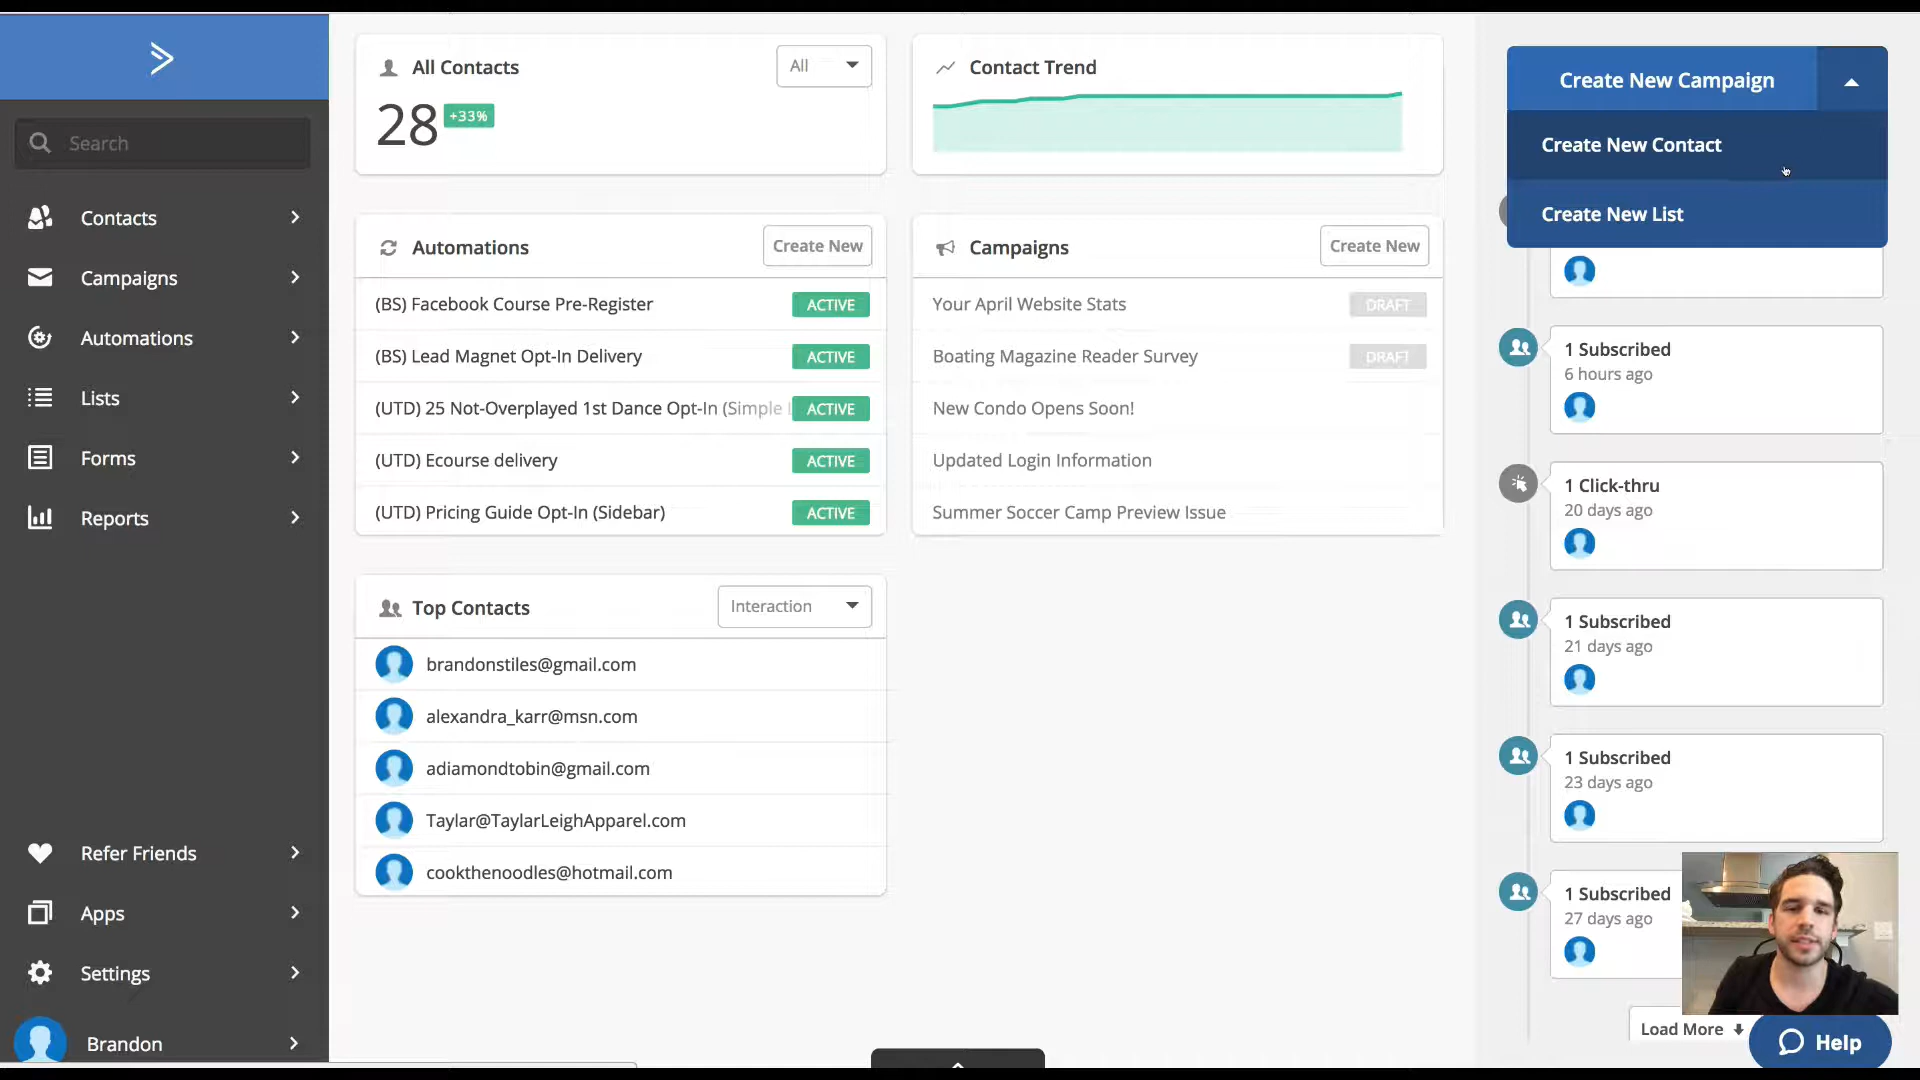 Search
Contacts
Campaigns
Automations
Lists
Forms
Reports
Refer Friends
Apps
Settings
Brandon
All Contacts
All
28
+33%
Contact Trend
Automations
Create New
(BS) Facebook Course Pre-Register
ACTIVE
(BS) Lead Magnet Opt-In Delivery
ACTIVE
(UTD) 25 Not-Overplayed 1st Dance Opt-In (Simple
ACTIVE
(UTD) Ecourse delivery
ACTIVE
(UTD) Pricing Guide Opt-In (Sidebar)
ACTIVE
Campaigns
Create New
Your April Website Stats
DRAFT
Boating Magazine Reader Survey
DRAFT
New Condo Opens Soon!
Updated Login Information
Summer Soccer Camp Preview Issue
Top Contacts
Interaction
brandonstiles@gmail.com
alexandra_karr@msn.com
adiamondtobin@gmail.com
Taylar@TaylarLeighApparel.com
cookthenoodles@hotmail.com
Create New Campaign
Create New Contact
Create New List
1 Subscribed
6 hours ago
1 Click-thru
20 days ago
1 Subscribed
21 days ago
1 Subscribed
23 days ago
1 Subscribed
27 days ago
Load More
Help